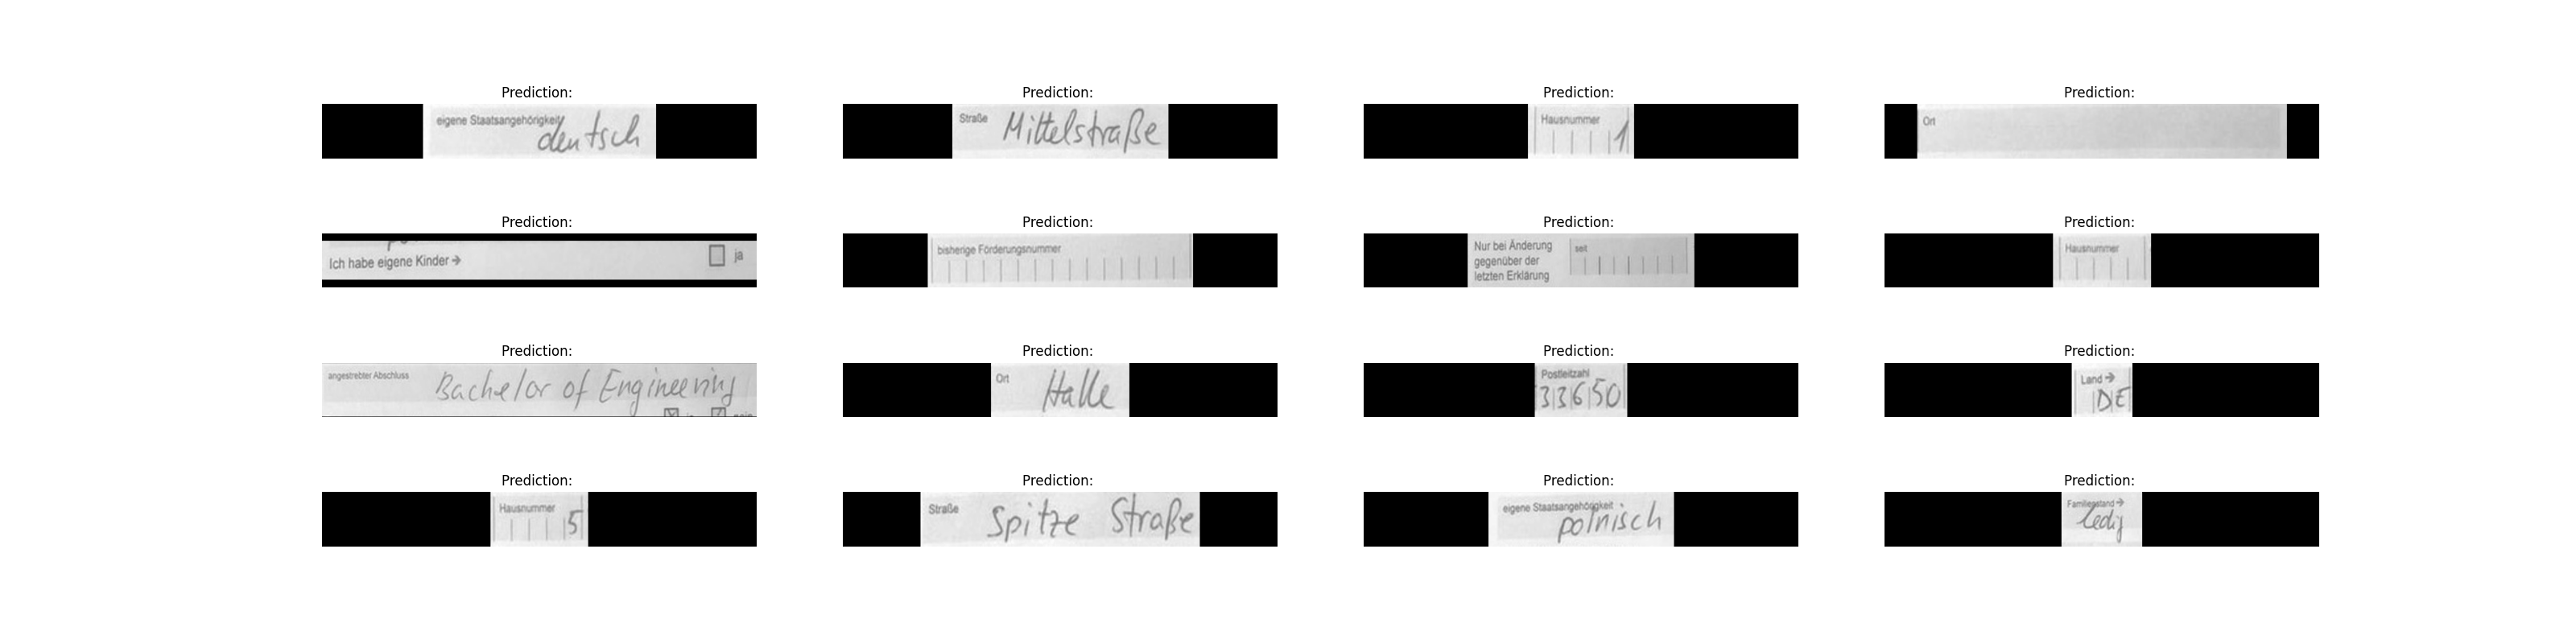 Prediction:
eigene Staatsangehörigkeit deutsch
Prediction:
Straße Mittelstraße
Prediction:
Hausnummer 1
Prediction:
Ort
Prediction:
Ich habe eigene Kinder → ja
Prediction:
bisherige Förderungsnummer
Prediction:
Nur bei Änderung
gegenüber der
letzten Erklärung
seit
Prediction:
Hausnummer
Prediction:
angestrebter Abschluss Bachelor of Engineering
Prediction:
Ort Halle
Prediction:
Postleitzahl
33650
Prediction:
Land →
DE
Prediction:
Hausnummer 5
Prediction:
Straße Spitze Straße
Prediction:
eigene Staatsangehörigkeit
polnisch
Prediction:
Familienstand →
ledig